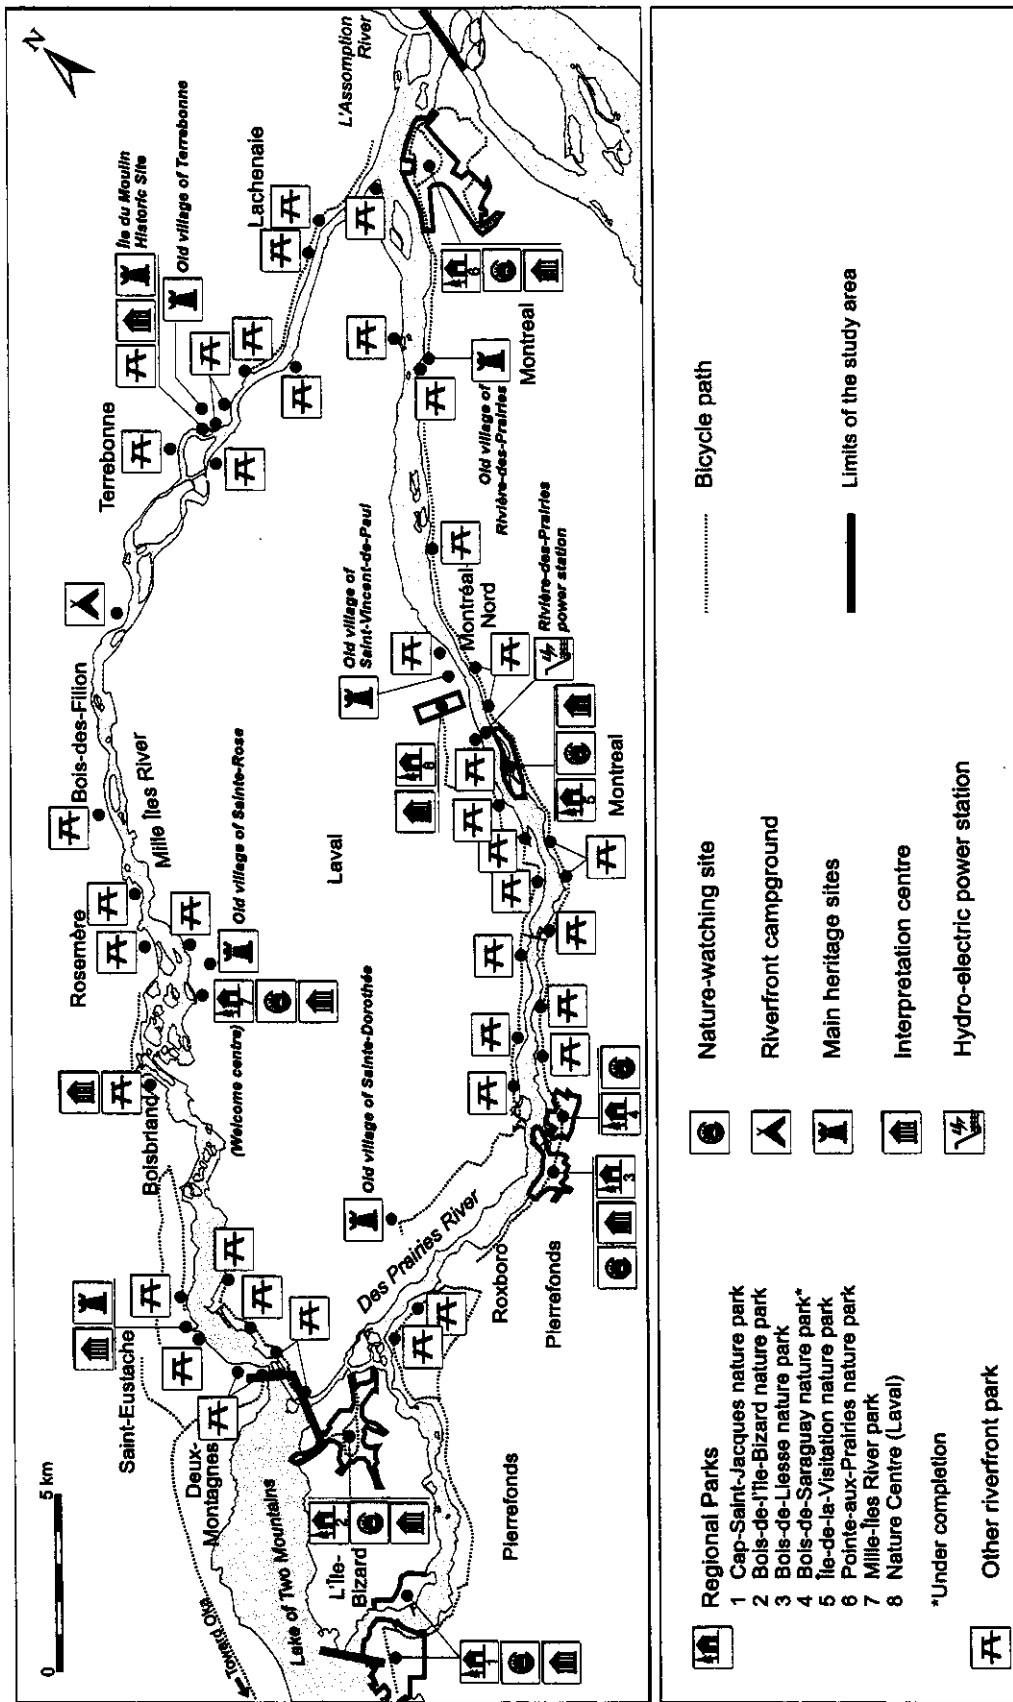 N
L'Assomption
River
Île du Moulin
Historic Site
Old village of Terrebonne
Lachenaie
Terrebonne
6
Montreal
Old village of
Rivière-des-Prairies
Bois-des-Filion
Mille Îles River
Old village of
Saint-Vincent-de-Paul
Montréal-
Nord
Rivière-des-Prairies
power station
Rosemère
Old village of Sainte-Rose
Laval
8
5
Montreal
7
(Welcome centre)
Boisbriand
Old village of Sainte-Dorothée
4
3
Saint-Eustache
Des Prairies River
Roxboro
Pierrefonds
Deux-
Montagnes
Lake of Two Mountains
2
L'Île-
Bizard
Pierrefonds
1
Toward Oka
0
5 km
Regional Parks
1 Cap-Saint-Jacques nature park
2 Bois-de-l'Île-Bizard nature park
3 Bois-de-Liesse nature park
4 Bois-de-Saraguay nature park*
5 Île-de-la-Visitation nature park
6 Pointe-aux-Prairies nature park
7 Mille-Îles River park
8 Nature Centre (Laval)
*Under completion
Other riverfront park
Nature-watching site
Riverfront campground
Main heritage sites
Interpretation centre
Hydro-electric power station
Bicycle path
Limits of the study area